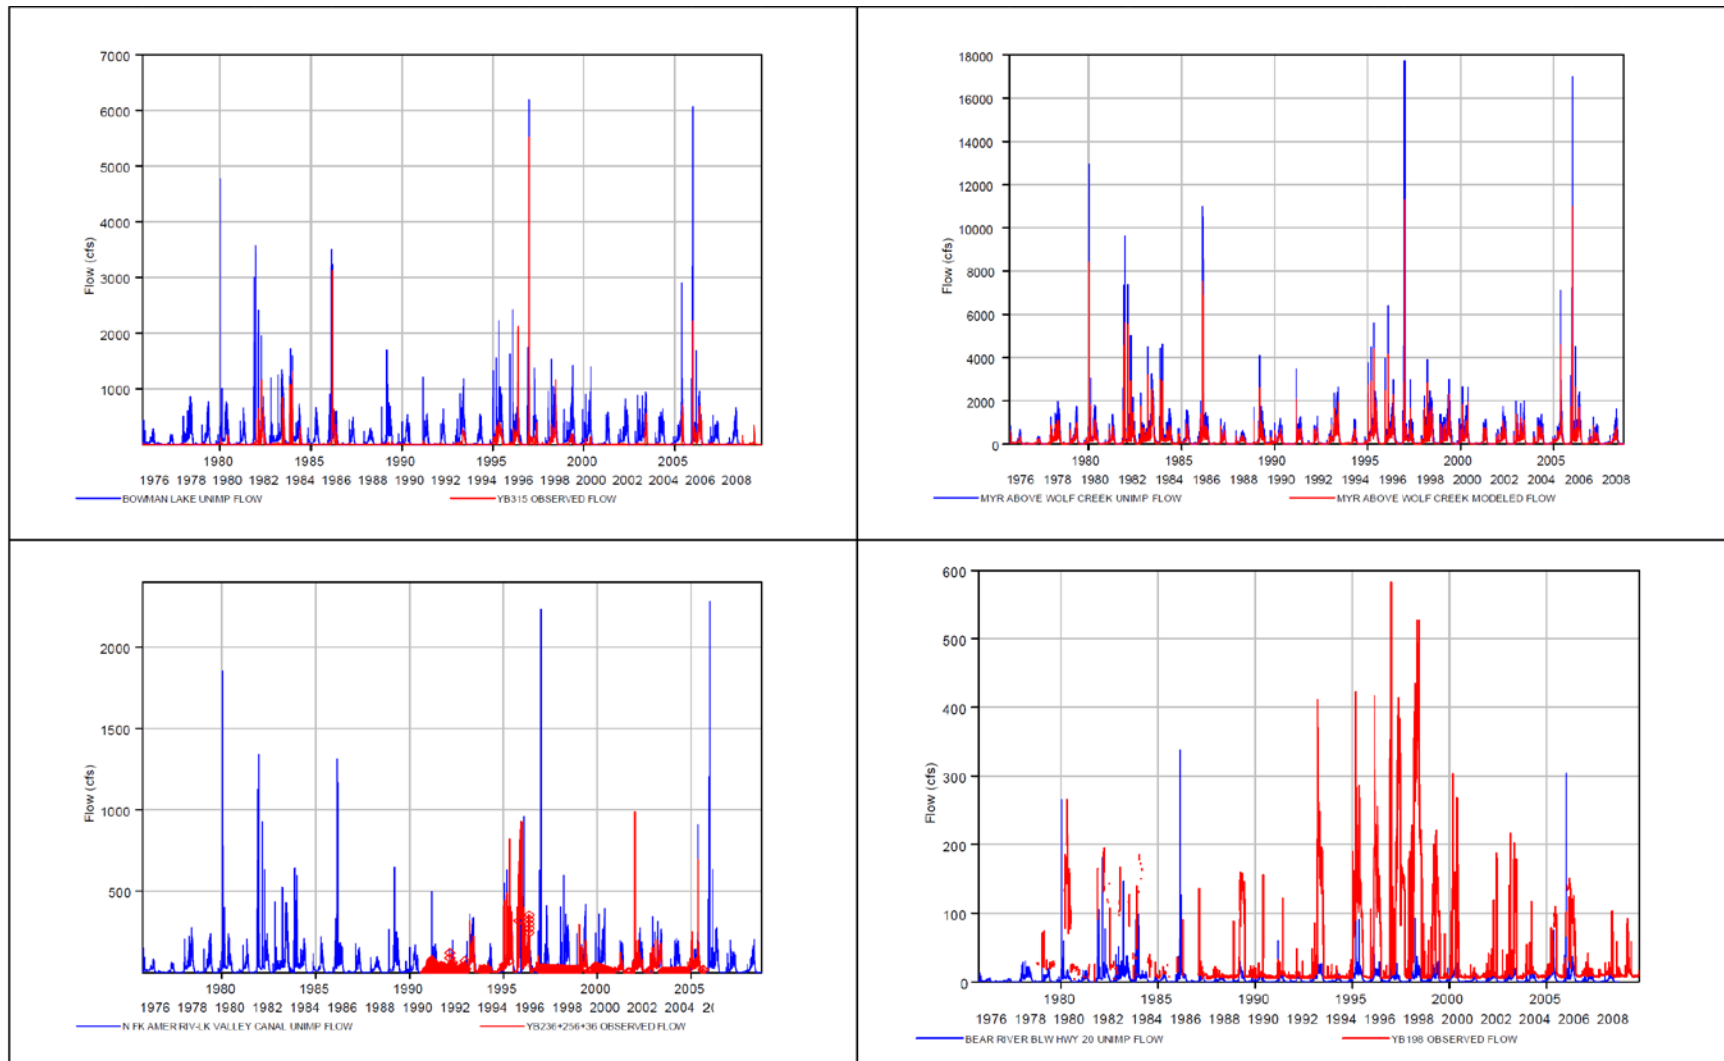 7000
6000
5000
4000
3000
2000
1000
Flow (cfs)
1980 1985 1990 1995 2000 2005
1976 1978 1980 1982 1984 1986 1988 1990 1992 1994 1996 1998 2000 2002 2004 2006 2008
BOWMAN LAKE UNIMP FLOW YB315 OBSERVED FLOW
18000
16000
14000
12000
10000
8000
6000
4000
2000
0
Flow (cfs)
1980 1985 1990 1995 2000 2005
1976 1978 1980 1982 1984 1986 1988 1990 1992 1994 1996 1998 2000 2002 2004 2006 2008
MYR ABOVE WOLF CREEK UNIMP FLOW MYR ABOVE WOLF CREEK MODELED FLOW
2000
1500
1000
500
Flow (cfs)
1980 1985 1990 1995 2000 2005
1976 1978 1980 1982 1984 1986 1988 1990 1992 1994 1996 1998 2000 2002 2004
N FK AMER RIV-LK VALLEY CANAL UNIMP FLOW YB236+256+36 OBSERVED FLOW
600
500
400
300
200
100
0
Flow (cfs)
1980 1985 1990 1995 2000 2005
1976 1978 1980 1982 1984 1986 1988 1990 1992 1994 1996 1998 2000 2002 2004 2006 2008
BEAR RIVER BLW HWY 20 UNIMP FLOW YB198 OBSERVED FLOW